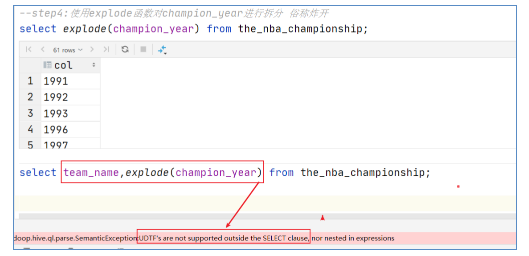 --step4:使用explode函数对champion_year进行拆分 俗称炸开
select explode(champion_year) from the_nba_championship;
61 rows
col
1 1991
2 1992
3 1993
4 1996
5 1997
select team_name,explode(champion_year) from the_nba_championship;
doop.hive.ql.parse.SemanticException:UDTF's are not supported outside the SELECT clause, nor nested in expressions